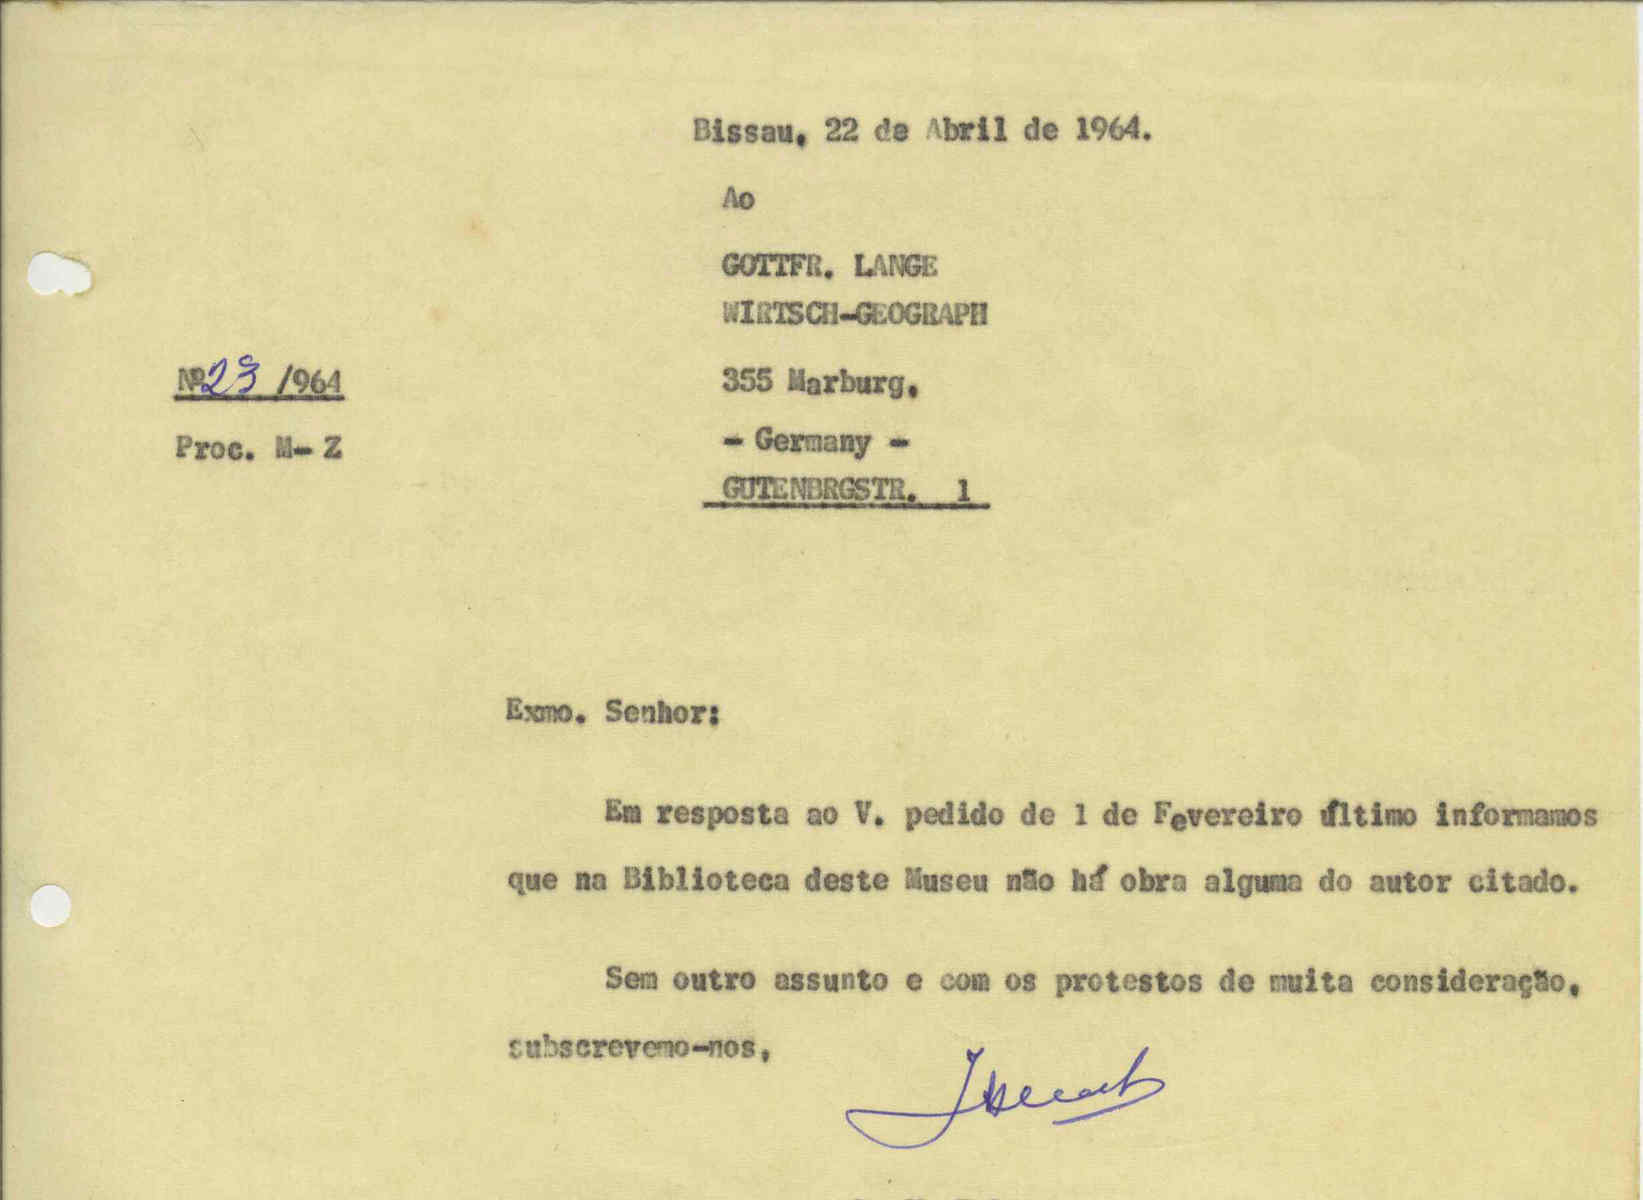 Bissau, 22 de Abril de 1964.
Ao
GOTTFR. LANGE
WIRTSCH-GEOGRAPH
Nº 23 /964
355 Marburg.
Proc. M- Z
- Germany -
GUTENBRGSTR. 1
Exmo. Senhor:
Em resposta ao V. pedido de 1 de Fevereiro último informamos
que na Biblioteca deste Museu não há obra alguma do autor citado.
Sem outro assunto e com os protestos de muita consideração,
subscrevemo-nos,